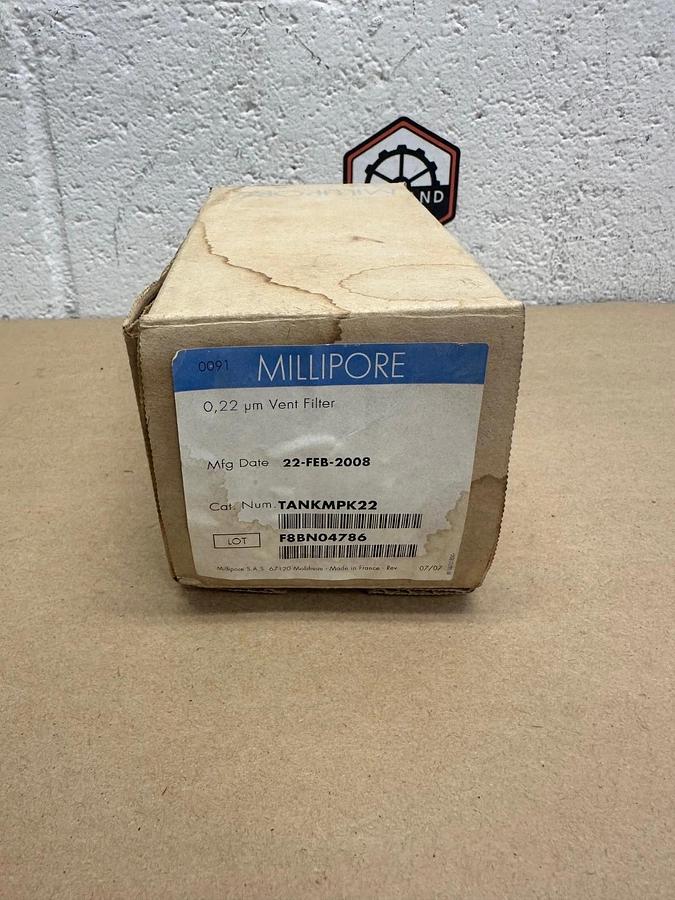 ND
0091 MILLIPORE
0,22 µm Vent Filter
Mfg Date 22-FEB-2008
Cat. Num. TANKMPK22
LOT F8BN04786
Millipore S.A.S. 67120 Molsheim - Made in France - Rev 07/07